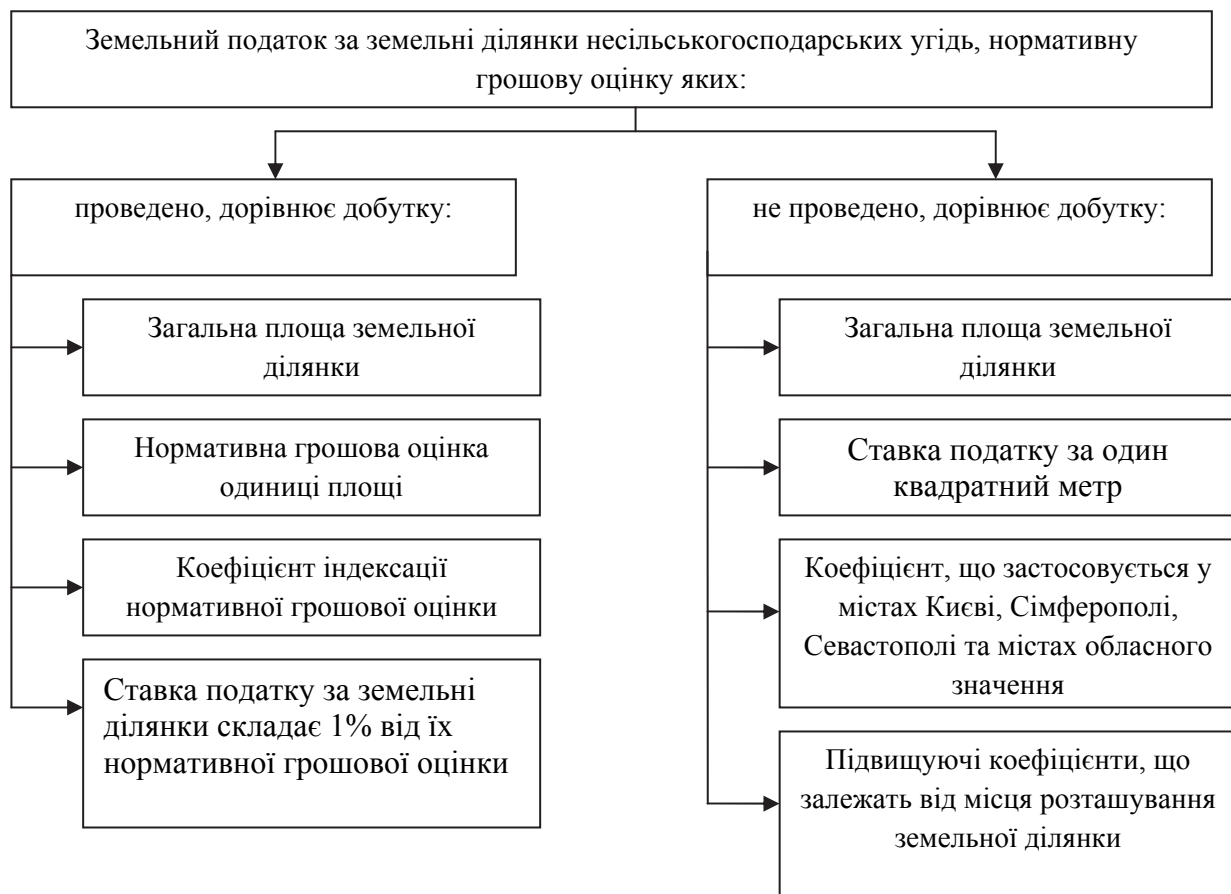 Земельний податок за земельні ділянки несільськогосподарських угідь, нормативну
грошову оцінку яких:
проведено, дорівнює добутку:
Загальна площа земельної
ділянки
Нормативна грошова оцінка
одиниці площі
Коефіцієнт індексації
нормативної грошової оцінки
Ставка податку за земельні
ділянки складає 1% від їх
нормативної грошової оцінки
не проведено, дорівнює добутку:
Загальна площа земельної
ділянки
Ставка податку за один
квадратний метр
Коефіцієнт, що застосовується у
містах Києві, Сімферополі,
Севастополі та містах обласного
значення
Підвищуючі коефіцієнти, що
залежать від місця розташування
земельної ділянки